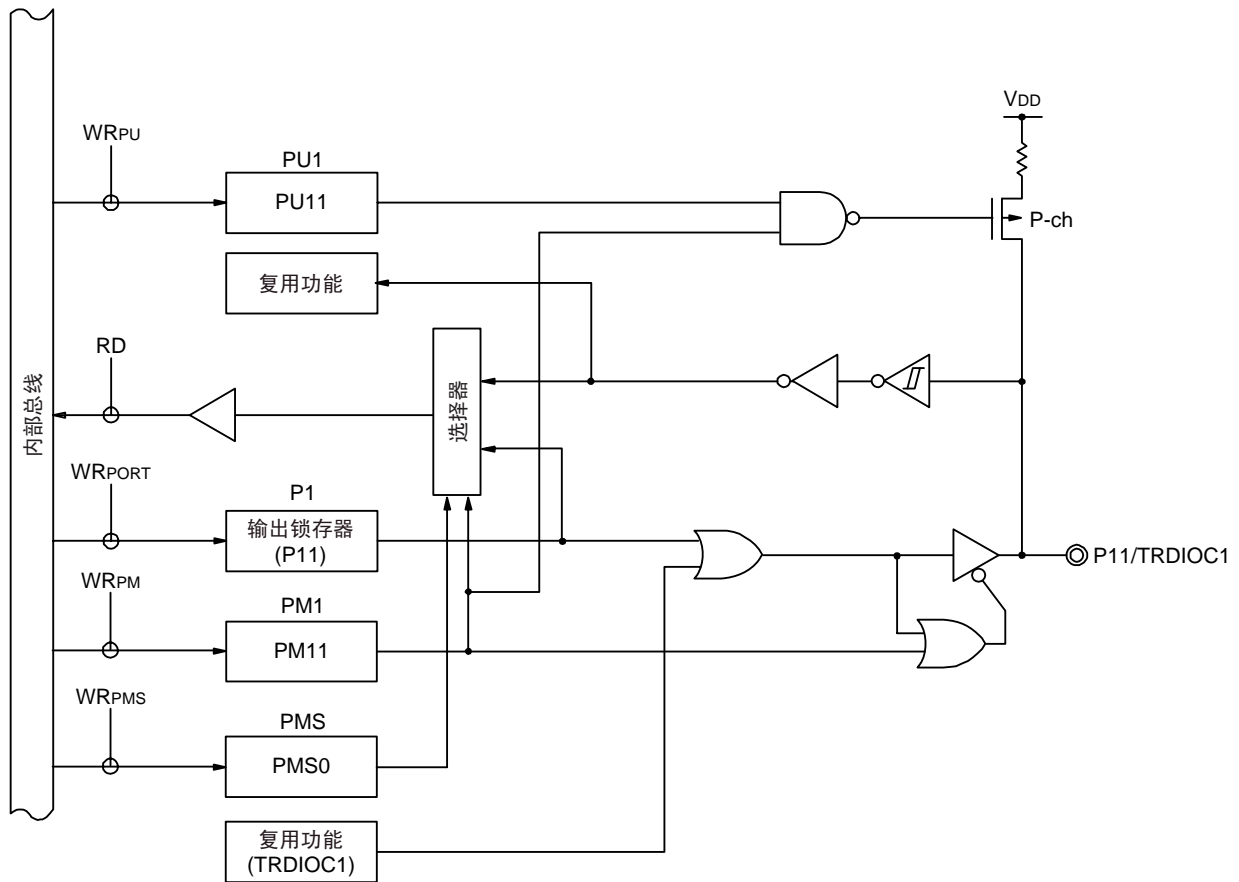 VDD
WRPU
PU1
PU11
P-ch
复用功能
RD
选择器
内部总线
WRPORT
P1
输出锁存器
(P11)
P11/TRDIOC1
WRPM
PM1
PM11
WRPMS
PMS
PMS0
复用功能
(TRDIOC1)